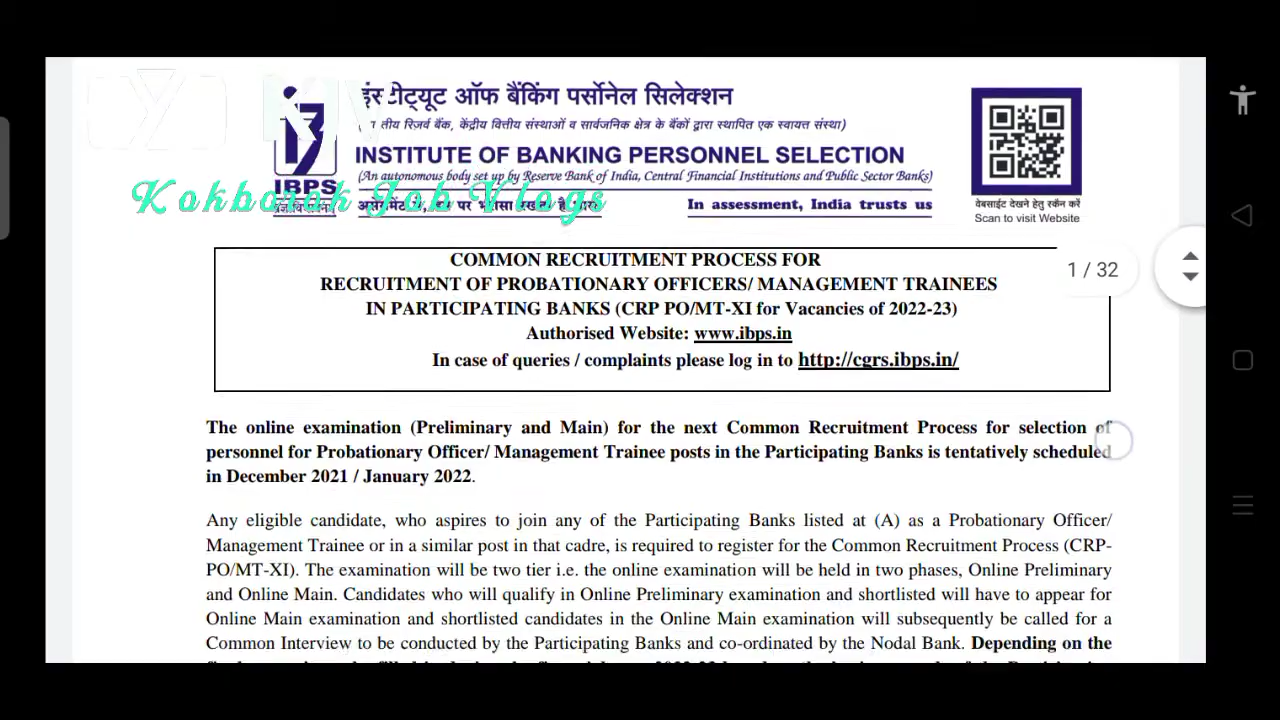 इंस्टीट्यूट ऑफ बैंकिंग पर्सोनेल सिलेक्शन
तीय रिज़र्व बैंक, केंद्रीय वित्तीय संस्थाओं व सार्वजनिक क्षेत्र के बैंकों द्वारा स्थापित एक स्वायत्त संस्था)
INSTITUTE OF BANKING PERSONNEL SELECTION
(An autonomous body set up by Reserve Bank of India, Central Financial Institutions and Public Sector Banks)
IBPS
Kokborok Job Vlogs
In assessment, India trusts us
वेबसाईट देखने हेतु स्कॅन करें
Scan to visit Website
COMMON RECRUITMENT PROCESS FOR
RECRUITMENT OF PROBATIONARY OFFICERS/ MANAGEMENT TRAINEES
IN PARTICIPATING BANKS (CRP PO/MT-XI for Vacancies of 2022-23)
Authorised Website: www.ibps.in
In case of queries / complaints please log in to http://cgrs.ibps.in/
1 / 32
The online examination (Preliminary and Main) for the next Common Recruitment Process for selection of
personnel for Probationary Officer/ Management Trainee posts in the Participating Banks is tentatively scheduled
in December 2021 / January 2022.
Any eligible candidate, who aspires to join any of the Participating Banks listed at (A) as a Probationary Officer/
Management Trainee or in a similar post in that cadre, is required to register for the Common Recruitment Process (CRP-
PO/MT-XI). The examination will be two tier i.e. the online examination will be held in two phases, Online Preliminary
and Online Main. Candidates who will qualify in Online Preliminary examination and shortlisted will have to appear for
Online Main examination and shortlisted candidates in the Online Main examination will subsequently be called for a
Common Interview to be conducted by the Participating Banks and co-ordinated by the Nodal Bank. Depending on the